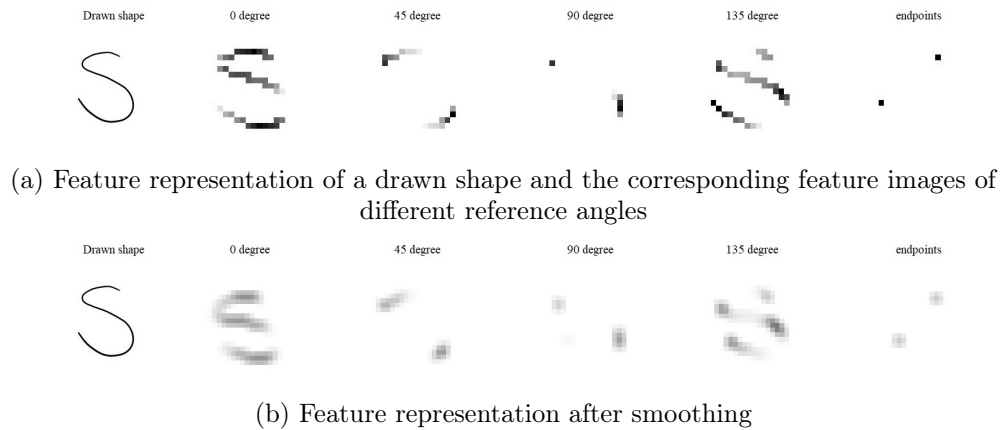 Drawn shape 0 degree 45 degree 90 degree 135 degree endpoints
(a) Feature representation of a drawn shape and the corresponding feature images of
different reference angles
Drawn shape 0 degree 45 degree 90 degree 135 degree endpoints
(b) Feature representation after smoothing